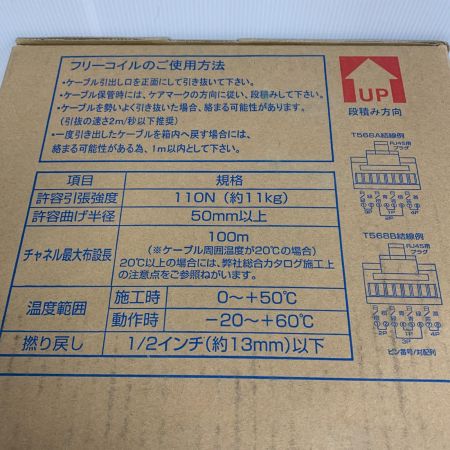 フリーコイルのご使用方法
・ケーブル引出し口を正面にして引き抜いて下さい。
・ケーブル保管時には、ケアマークの方向に従い、段積みして下さい。
・ケーブルを勢いよく引き抜いた場合、絡まる可能性があります。
(引抜の速さ2m/秒以下推奨)
・一度引き出したケーブルを箱内へ戻す場合には、
絡まる可能性がある為、1m以内として下さい。
UP
段積み方向
項目 規格
許容引張強度 110N(約11kg)
許容曲げ半径 50mm以上
チャネル最大布設長 100m
(※ケーブル周囲温度が20℃の場合)
20℃以上の場合には、弊社総合カタログ施工上
の注意点をご参照ねがいます。
温度範囲 施工時 0~+50℃
動作時 -20~+60℃
撚り戻し 1/2インチ(約13mm)以下
T568A結線例
RJ45用
プラグ
T568B結線例
RJ45用
プラグ
ピン番号/対配列